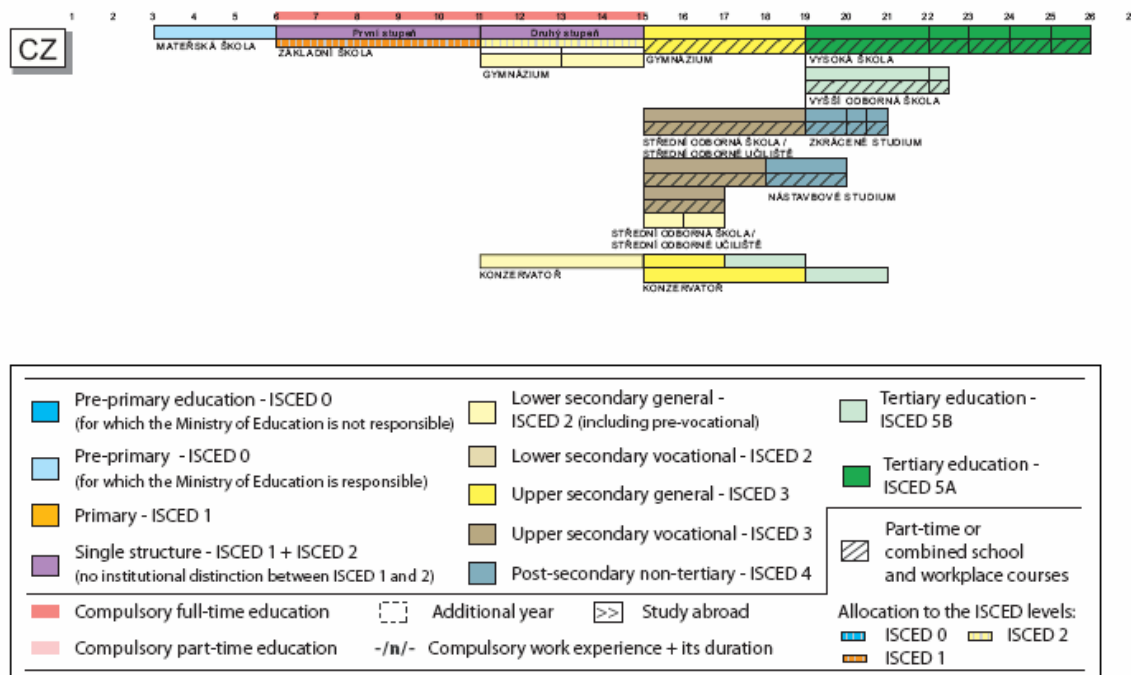 1 2 3 4 5 6 7 8 9 10 11 12 13 14 15 16 17 18 19 20 21 22 23 24 25 26 2
CZ
První stupeň Druhý stupeň
MATEŘSKÁ ŠKOLA ZÁKLADNÍ ŠKOLA GYMNÁZIUM GYMNÁZIUM VYSOKÁ ŠKOLA
VYŠŠÍ ODBORNÁ ŠKOLA
STŘEDNÍ ODBORNÁ ŠKOLA / ZKRÁCENÉ STUDIUM
STŘEDNÍ ODBORNÉ UČILIŠTĚ
NÁSTAVBOVÉ STUDIUM
STŘEDNÍ ODBORNÁ ŠKOLA/
STŘEDNÍ ODBORNÉ UČILIŠTĚ
KONZERVATOŘ
KONZERVATOŘ
Pre-primary education - ISCED 0
(for which the Ministry of Education is not responsible)
Pre-primary - ISCED 0
(for which the Ministry of Education is responsible)
Primary - ISCED 1
Single structure - ISCED 1 + ISCED 2
(no institutional distinction between ISCED 1 and 2)
Lower secondary general -
ISCED 2 (including pre-vocational)
Lower secondary vocational - ISCED 2
Upper secondary general - ISCED 3
Upper secondary vocational - ISCED 3
Post-secondary non-tertiary - ISCED 4
Tertiary education -
ISCED 5B
Tertiary education -
ISCED 5A
Part-time or
combined school
and workplace courses
Compulsory full-time education
Additional year
>> Study abroad
Compulsory part-time education
-/n/- Compulsory work experience + its duration
Allocation to the ISCED levels:
ISCED 0 ISCED 2
ISCED 1